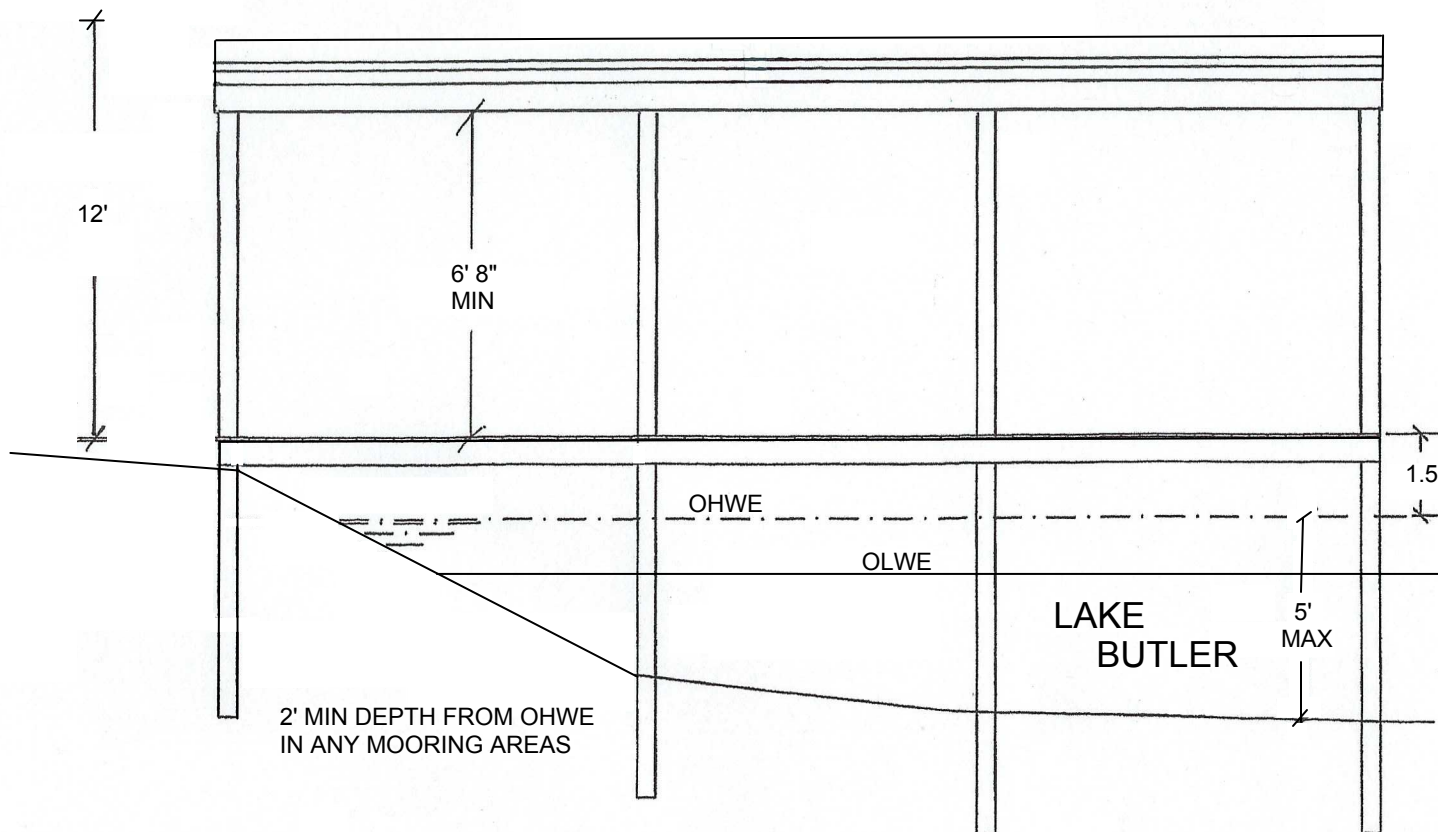 12'
6' 8"
MIN
1.5
OHWE
OLWE
LAKE
BUTLER
5'
MAX
2' MIN DEPTH FROM OHWE
IN ANY MOORING AREAS